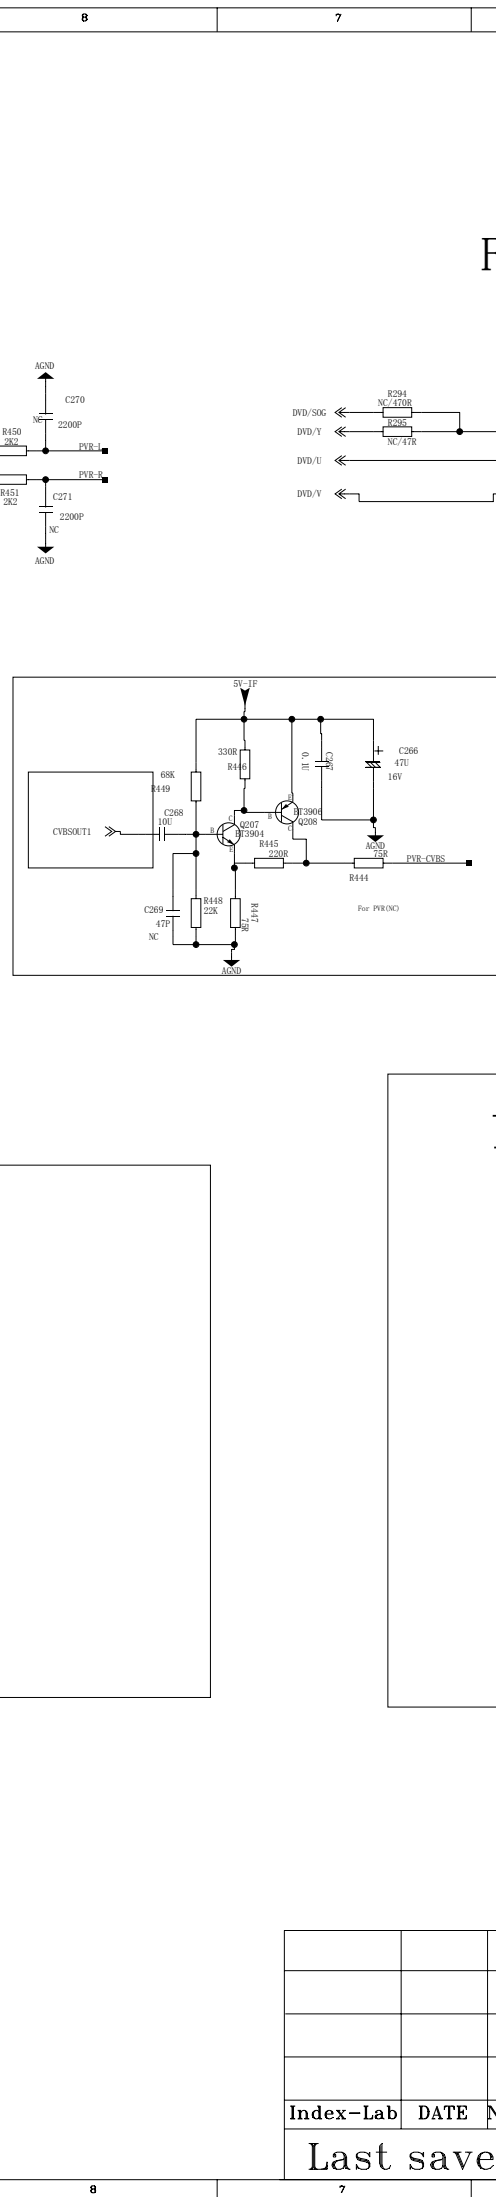 8 7
AGND
C270
NC
2200P
R450
2K2
PVR-L
PVR-R
R451
2K2
C271
2200P
NC
AGND
R294
NC/470R
DVD/SOG
R295
DVD/Y
NC/47R
DVD/U
DVD/V
5V-IF
330R
R446
0.1U
C267
C266
47U
16V
68K
R449
C268
10U
CVBSOUT1
B
C
E
Q207
BT3904
B
E
C
BT3906
Q208
AGND
R445
220R
75R
R444
PVR-CVBS
C269
47P
NC
R448
22K
R447
75R
For PVR(NC)
AGND
Index-Lab DATE
Last save
8 7